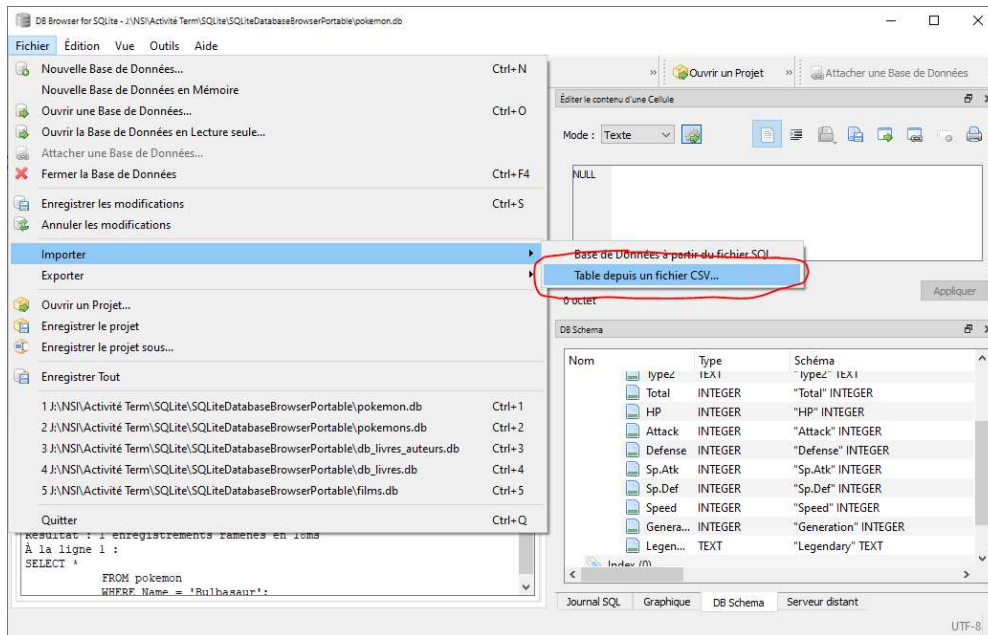 DB Browser for SQLite - J:\NSI\Activité Term\SQLite\SQLiteDatabaseBrowserPortable\pokemon.db
Fichier Édition Vue Outils Aide
Nouvelle Base de Données... Ctrl+N
Nouvelle Base de Données en Mémoire
Ouvrir une Base de Données... Ctrl+O
Ouvrir la Base de Données en Lecture seule...
Attacher une Base de Données...
Fermer la Base de Données Ctrl+F4
Enregistrer les modifications Ctrl+S
Annuler les modifications
Importer
Exporter
Ouvrir un Projet...
Enregistrer le projet
Enregistrer le projet sous...
Enregistrer Tout
1 J:\NSI\Activité Term\SQLite\SQLiteDatabaseBrowserPortable\pokemon.db Ctrl+1
2 J:\NSI\Activité Term\SQLite\SQLiteDatabaseBrowserPortable\pokemons.db Ctrl+2
3 J:\NSI\Activité Term\SQLite\SQLiteDatabaseBrowserPortable\db_livres_auteurs.db Ctrl+3
4 J:\NSI\Activité Term\SQLite\SQLiteDatabaseBrowserPortable\db_livres.db Ctrl+4
5 J:\NSI\Activité Term\SQLite\SQLiteDatabaseBrowserPortable\films.db Ctrl+5
Quitter Ctrl+Q
Résultat : 1 enregistrements ramenés en 10ms
À la ligne 1 :
SELECT *
FROM pokemon
WHERE Name = 'Bulbasaur';
» Ouvrir un Projet » Attacher une Base de Données
Éditer le contenu d'une Cellule
Mode : Texte
NULL
Base de Données à partir du fichier SQL...
Table depuis un fichier CSV...
0 octet
Appliquer
DB Schema
Nom Type Schéma
Type2 TEXT "Type2" TEXT
Total INTEGER "Total" INTEGER
HP INTEGER "HP" INTEGER
Attack INTEGER "Attack" INTEGER
Defense INTEGER "Defense" INTEGER
Sp.Atk INTEGER "Sp.Atk" INTEGER
Sp.Def INTEGER "Sp.Def" INTEGER
Speed INTEGER "Speed" INTEGER
Genera... INTEGER "Generation" INTEGER
Legen... TEXT "Legendary" TEXT
Index (0)
Journal SQL Graphique DB Schema Serveur distant
UTF-8